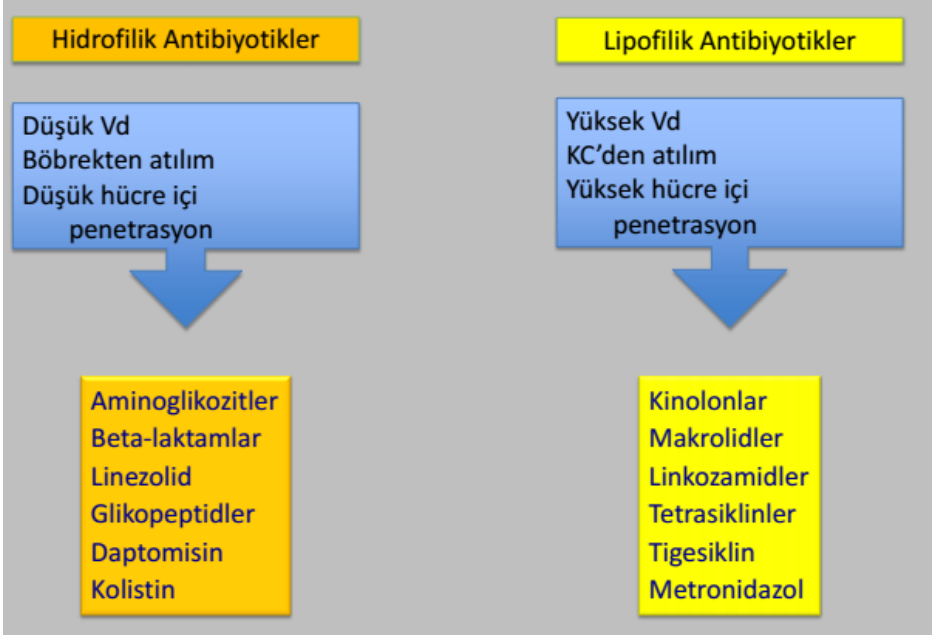 Hidrofilik Antibiyotikler
Düşük Vd
Böbrekten atılım
Düşük hücre içi
penetrasyon
Aminoglikozitler
Beta-laktamlar
Linezolid
Glikopeptidler
Daptomisin
Kolistin
Lipofilik Antibiyotikler
Yüksek Vd
KC’den atılım
Yüksek hücre içi
penetrasyon
Kinolonlar
Makrolidler
Linkozamidler
Tetrasiklinler
Tigesiklin
Metronidazol